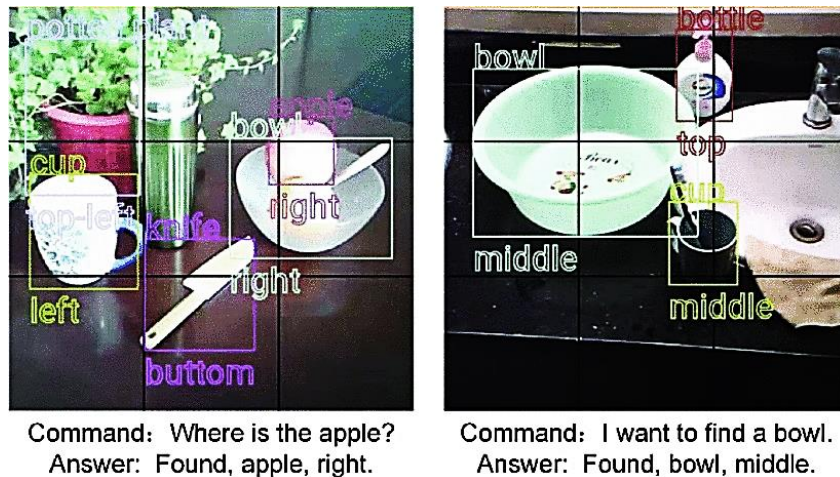 potted plant
apple
bowl
cup
right
top-left
knife
right
left
buttom
bottle
bowl
top
cup
middle
middle
Command: Where is the apple?
Answer: Found, apple, right.
Command: I want to find a bowl.
Answer: Found, bowl, middle.